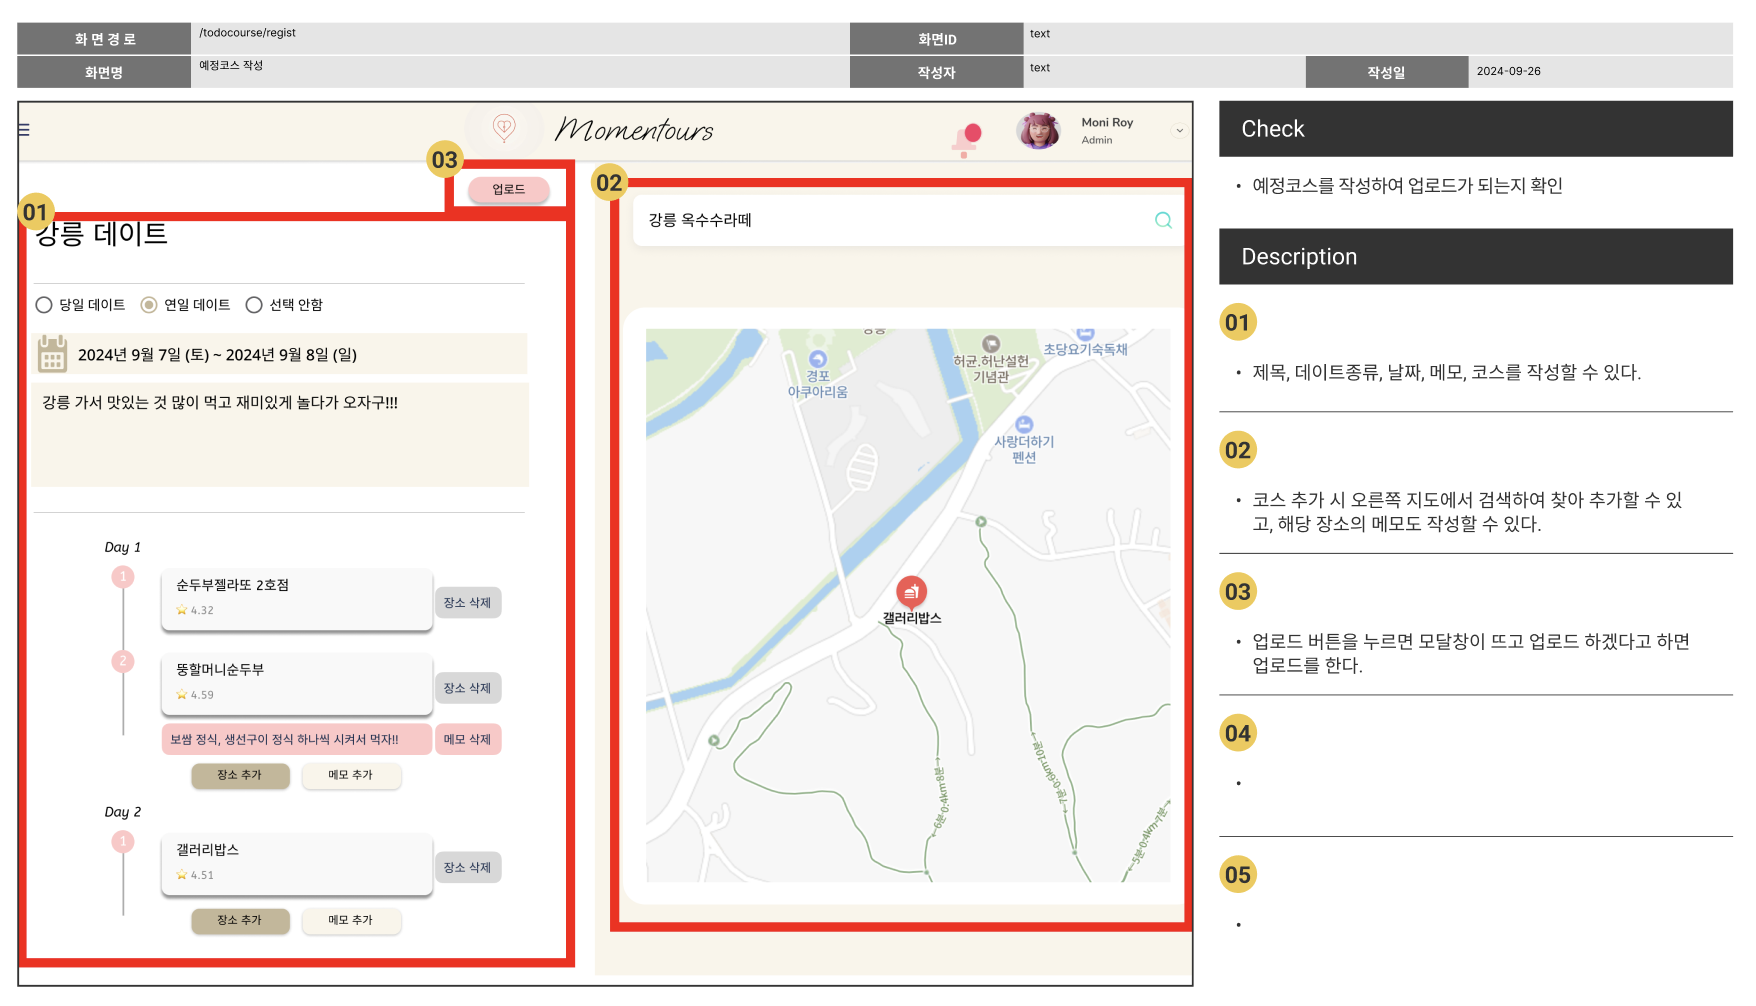 화 면 경 로
/todocourse/regist
화면ID
text
화면명
예정코스 작성
작성자
text
작성일
2024-09-26
Momentours
Moni Roy
Admin
03
업로드
01
강릉 데이트
당일 데이트
연일 데이트
선택 안함
2024년 9월 7일 (토) ~ 2024년 9월 8일 (일)
강릉 가서 맛있는 것 많이 먹고 재미있게 놀다가 오자구!!!
Day 1
1
순두부젤라또 2호점
4.32
장소 삭제
2
뚱할머니순두부
4.59
장소 삭제
보쌈 정식, 생선구이 정식 하나씩 시켜서 먹자!!
메모 삭제
장소 추가
메모 추가
Day 2
1
갤러리밥스
4.51
장소 삭제
장소 추가
메모 추가
02
강릉 옥수수라떼
경포
아쿠아리움
허균.허난설헌
기념관
초당요기숙독채
사랑더하기
펜션
갤러리밥스
Check
• 예정코스를 작성하여 업로드가 되는지 확인
Description
01
• 제목, 데이트종류, 날짜, 메모, 코스를 작성할 수 있다.
02
• 코스 추가 시 오른쪽 지도에서 검색하여 찾아 추가할 수 있
고, 해당 장소의 메모도 작성할 수 있다.
03
• 업로드 버튼을 누르면 모달창이 뜨고 업로드 하겠다고 하면
업로드를 한다.
04
•
05
•